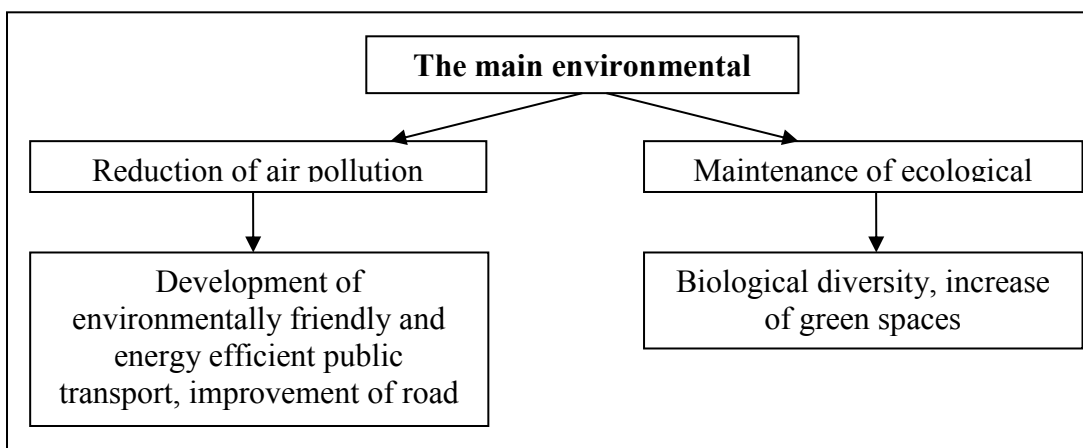 The main environmental
Reduction of air pollution
Maintenance of ecological
Development of
environmentally friendly and
energy efficient public
transport, improvement of road
Biological diversity, increase
of green spaces